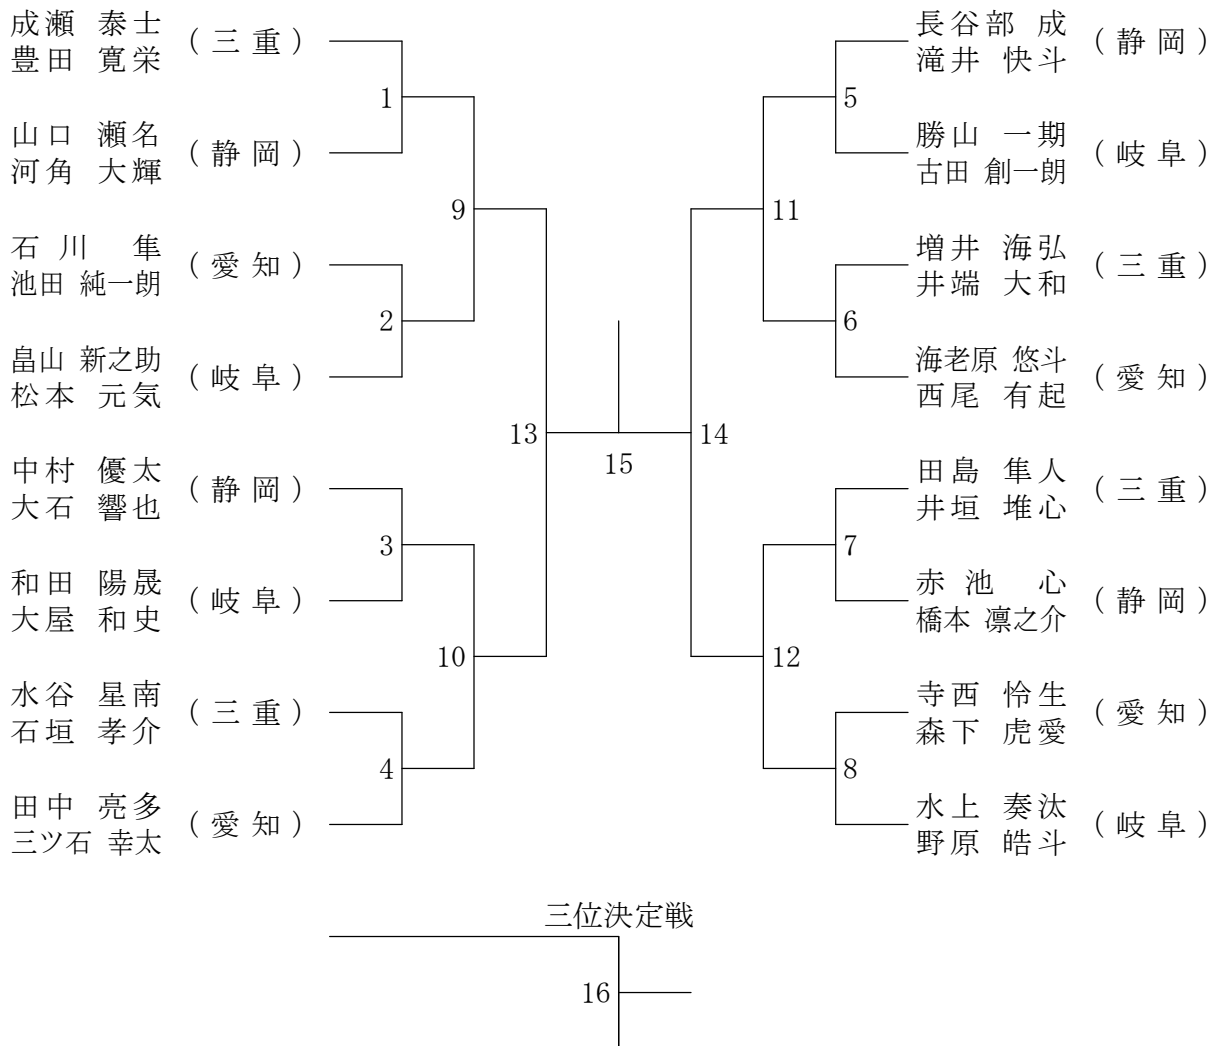 成瀬 泰士
豊田 寛栄
(三重)
山口 瀬名
河角 大輝
(静岡)
石川 隼
池田 純一朗
(愛知)
畠山 新之助
松本 元気
(岐阜)
中村 優太
大石 響也
(静岡)
和田 陽晟
大屋 和史
(岐阜)
水谷 星南
石垣 孝介
(三重)
田中 亮多
三ツ石 幸太
(愛知)
1
2
3
4
9
10
13
15
14
11
12
5
6
7
8
長谷部 成
滝井 快斗
(静岡)
勝山 一期
古田 創一朗
(岐阜)
増井 海弘
井端 大和
(三重)
海老原 悠斗
西尾 有起
(愛知)
田島 隼人
井垣 堆心
(三重)
赤池 心
橋本 凛之介
(静岡)
寺西 怜生
森下 虎愛
(愛知)
水上 奏汰
野原 皓斗
(岐阜)
三位決定戦
16